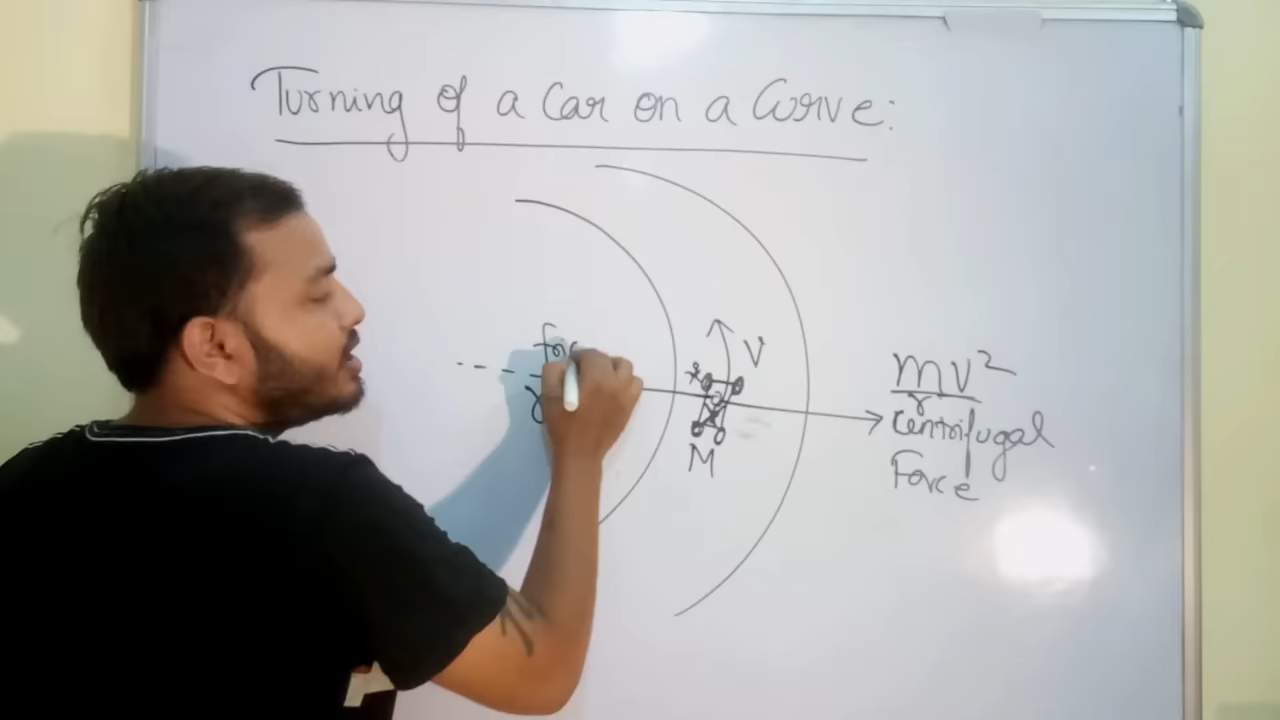 Turning of a Car on a Curve:
V
mv²
r
Centrifugal
Force
M